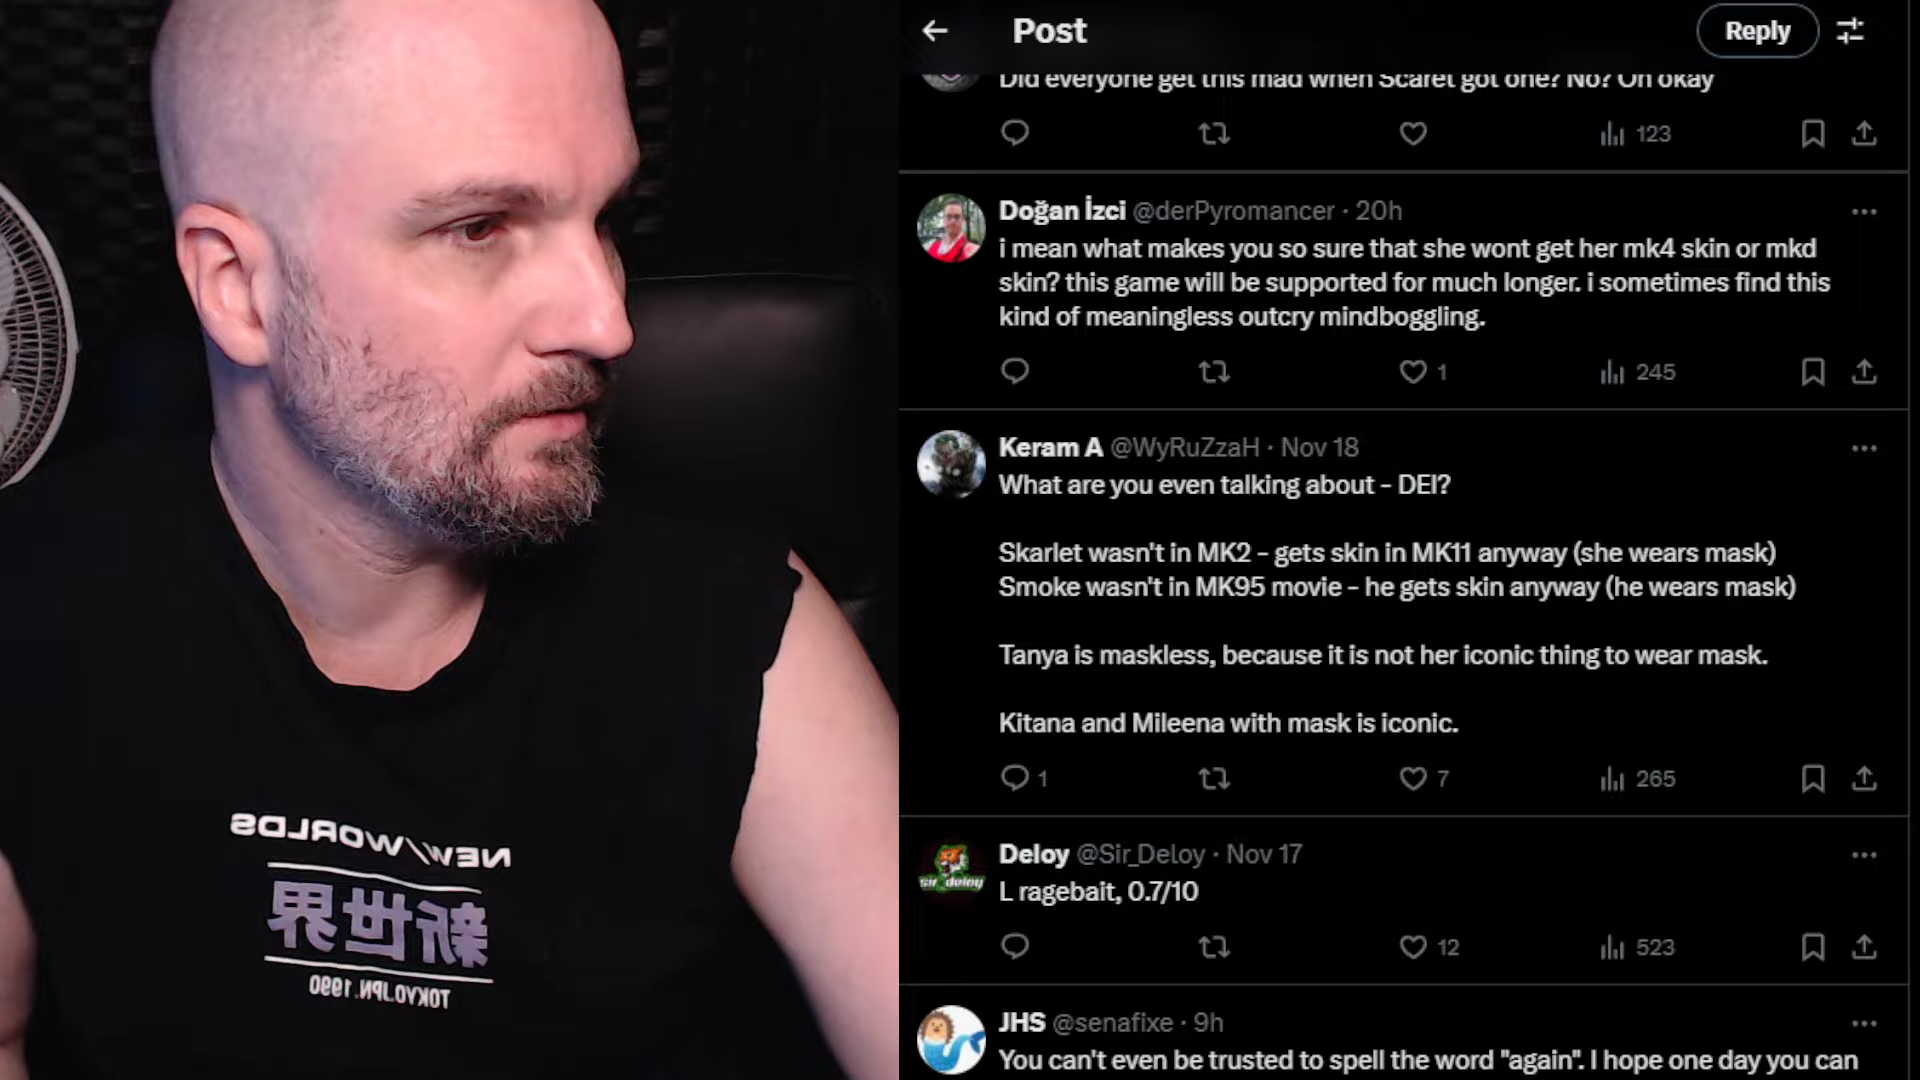 Post
Reply
Did everyone get this mad when Scaret got one? No? Oh okay
123
Doğan İzci @derPyromancer · 20h
i mean what makes you so sure that she wont get her mk4 skin or mkd
skin? this game will be supported for much longer. i sometimes find this
kind of meaningless outcry mindboggling.
1
245
Keram A @WyRuZzaH · Nov 18
What are you even talking about - DEI?
Skarlet wasn't in MK2 - gets skin in MK11 anyway (she wears mask)
Smoke wasn't in MK95 movie - he gets skin anyway (he wears mask)
Tanya is maskless, because it is not her iconic thing to wear mask.
Kitana and Mileena with mask is iconic.
1
7
265
Deloy @Sir_Deloy · Nov 17
sir deloy
L ragebait, 0.7/10
12
523
JHS @senafixe · 9h
You can't even be trusted to spell the word "again". I hope one day you can
NEW/WORLDS
新世界
TOKYO.JPN.1990